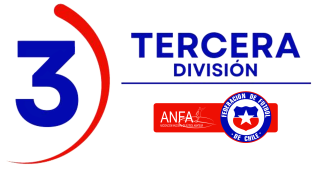 3
TERCERA
DIVISIÓN
ANFA
FEDERACION DE FUTBOL
• DE CHILE •